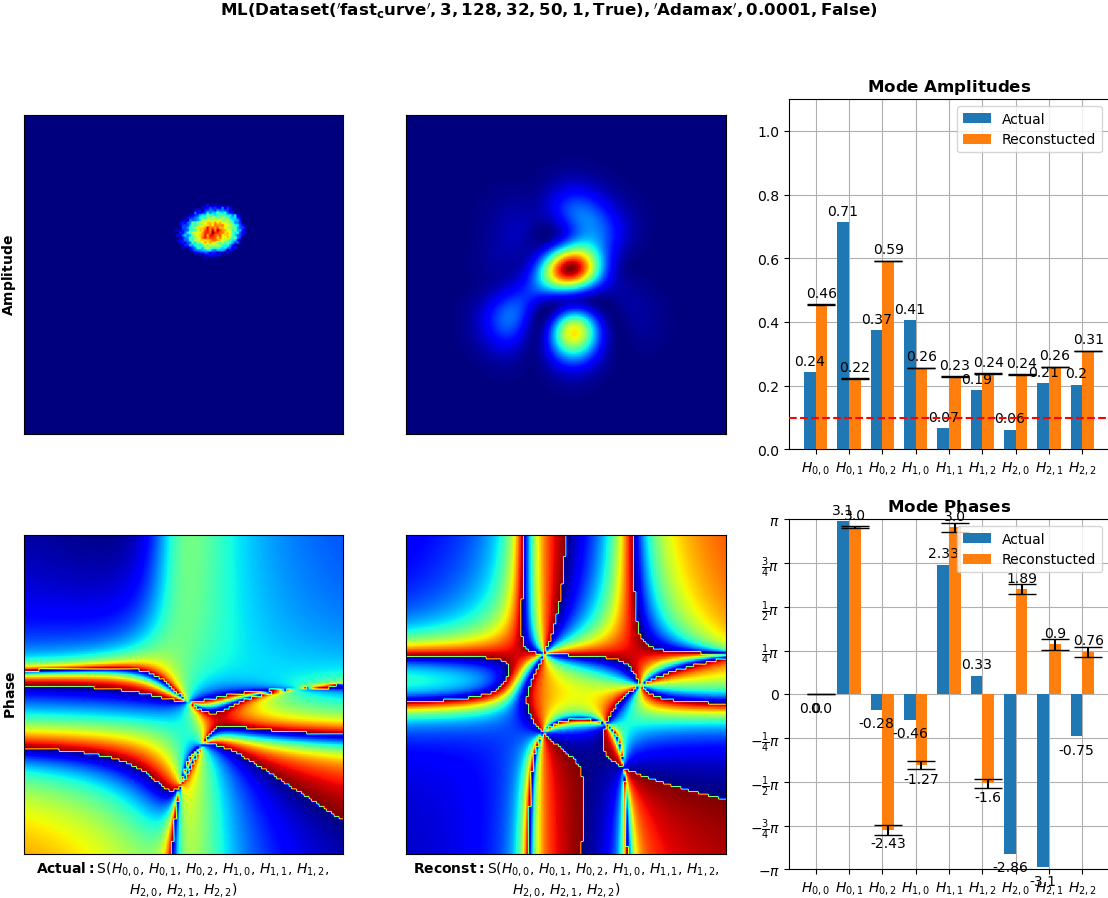 ML(Dataset('fast_curve', 3, 128, 32, 50, 1, True), 'Adamax', 0.0001, False)
Amplitude
Mode Amplitudes
Actual
Reconstucted
1.0
0.8
0.6
0.4
0.2
0.0
0.24
0.46
0.71
0.22
0.37
0.59
0.41
0.26
0.07
0.23
0.19
0.24
0.06
0.24
0.21
0.26
0.2
0.31
H0,0 H0,1 H0,2 H1,0 H1,1 H1,2 H2,0 H2,1 H2,2
Phase
Actual: S(H0,0, H0,1, H0,2, H1,0, H1,1, H1,2,
H2,0, H2,1, H2,2)
Reconst: S(H0,0, H0,1, H0,2, H1,0, H1,1, H1,2,
H2,0, H2,1, H2,2)
Mode Phases
Actual
Reconstucted
π
3/4π
1/2π
1/4π
0
−1/4π
−1/2π
−3/4π
−π
0.0
0.0
3.1
3.0
-0.28
-2.43
-0.46
-1.27
2.33
3.0
0.33
-1.6
-2.86
1.89
-3.1
0.9
-0.75
0.76
H0,0 H0,1 H0,2 H1,0 H1,1 H1,2 H2,0 H2,1 H2,2